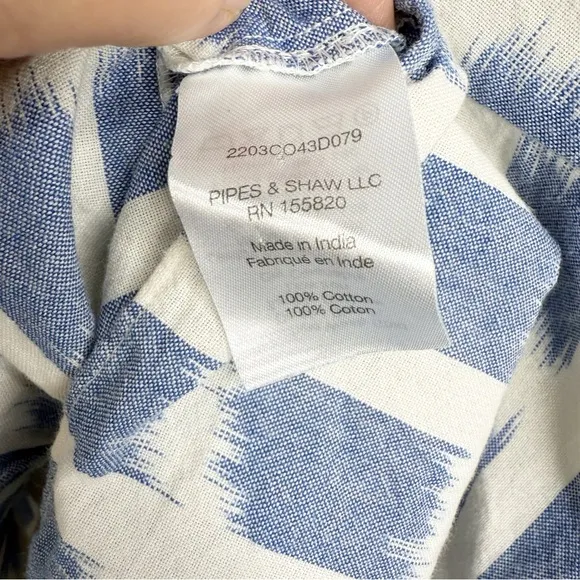 2203CO43D079
PIPES & SHAW LLC
RN 155820
Made in India
Fabriqué en Inde
100% Cotton
100% Coton